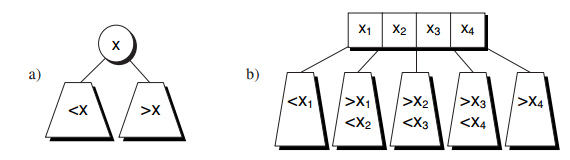 a)
x
<x
>x
b)
x1 x2 x3 x4
<x1
>x1
<x2
>x2
<x3
>x3
<x4
>x4